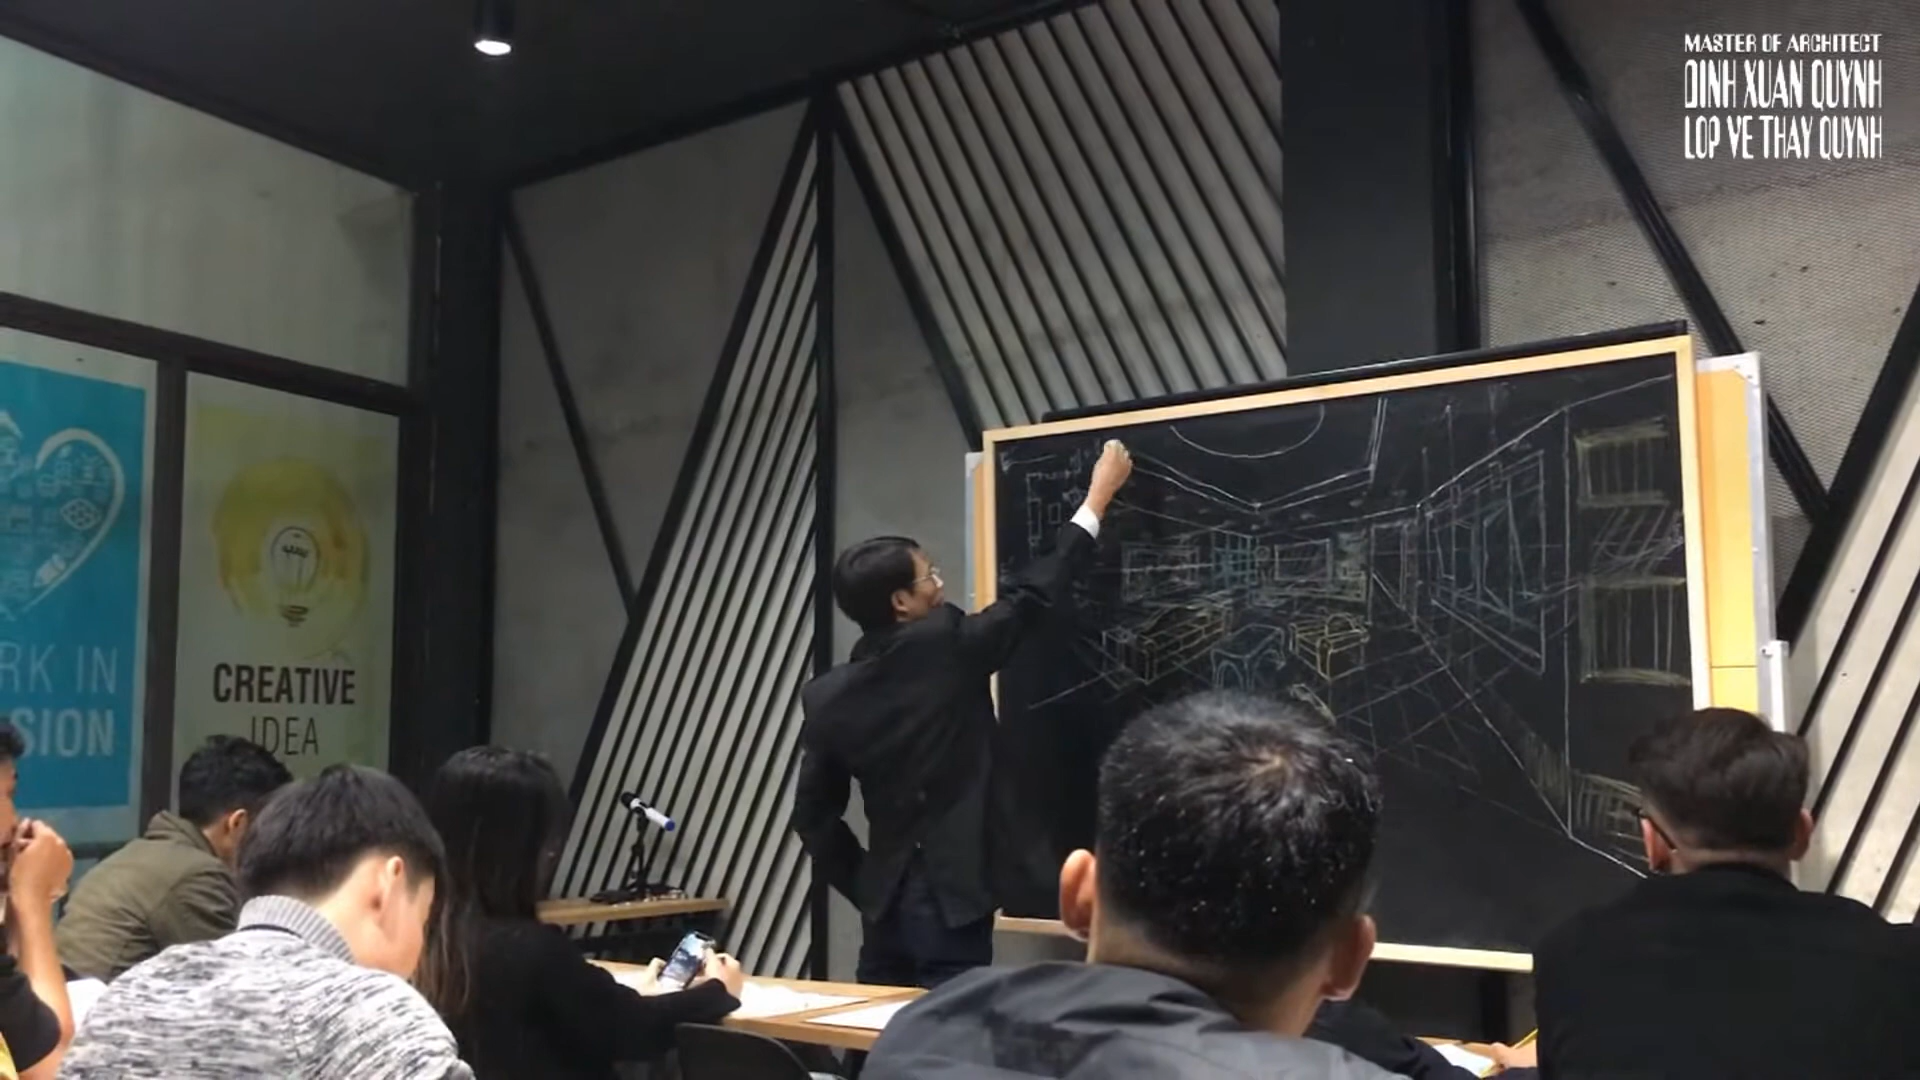 MASTER OF ARCHITECT
DINH XUAN QUYNH
LOP VE THAY QUYNH
RK IN
SION
CREATIVE
IDEA